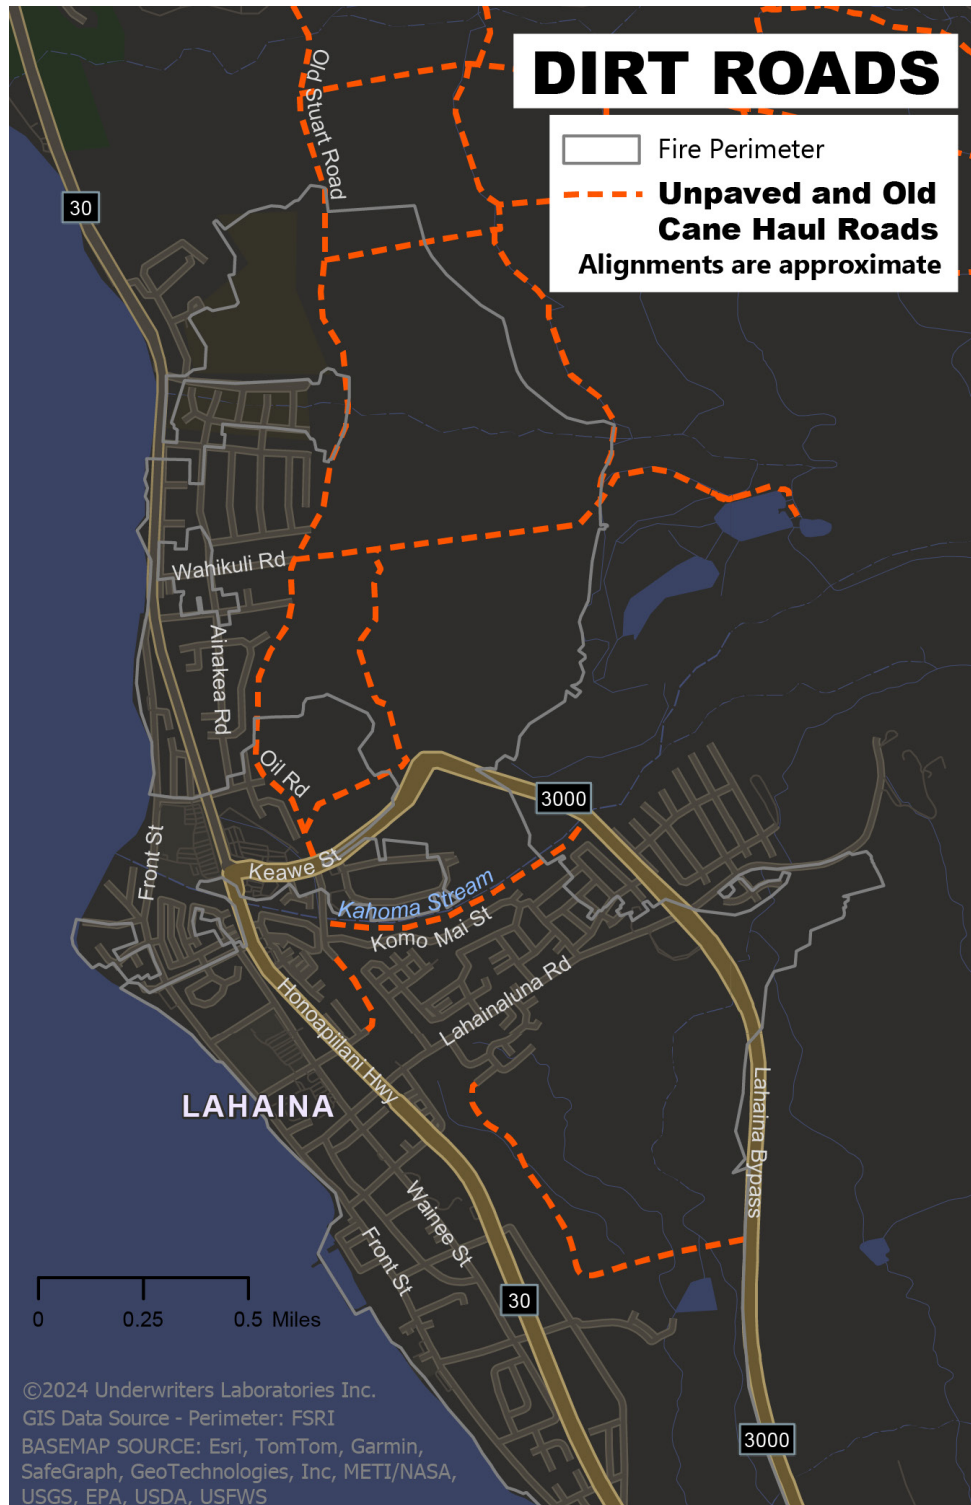 DIRT ROADS
Fire Perimeter
Unpaved and Old
Cane Haul Roads
Alignments are approximate
Old Stuart Road
30
Wahikuli Rd
Ainakea Rd
Oil Rd
3000
Front St
Keawe St
Kahoma Stream
Komo Mai St
Lahainaluna Rd
Honoapiilani Hwy
LAHAINA
Lahaina Bypass
Wainee St
Front St
30
0 0.25 0.5 Miles
3000
©2024 Underwriters Laboratories Inc.
GIS Data Source - Perimeter: FSRI
BASEMAP SOURCE: Esri, TomTom, Garmin,
SafeGraph, GeoTechnologies, Inc, METI/NASA,
USGS, EPA, USDA, USFWS